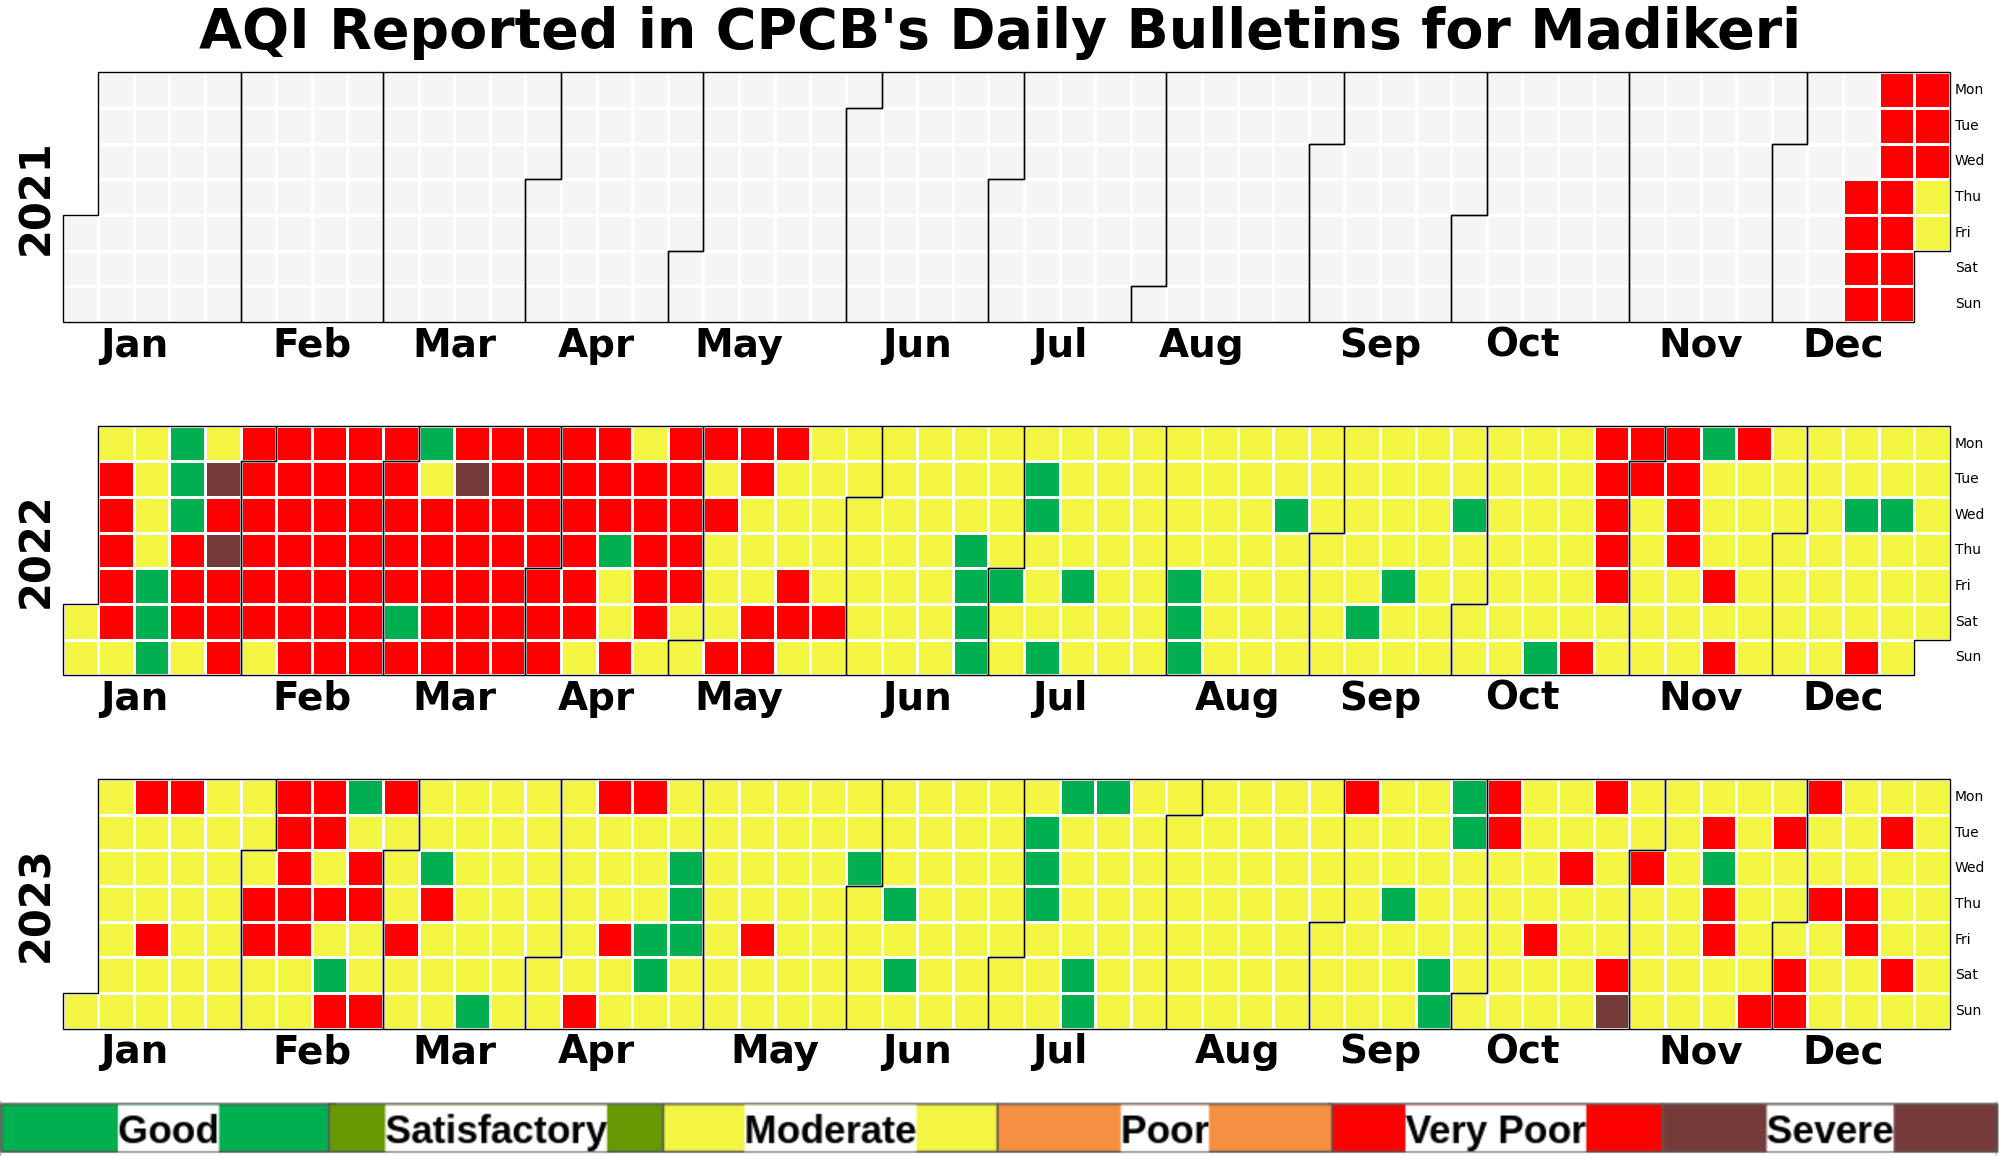 AQI Reported in CPCB's Daily Bulletins for Madikeri
2021
Mon
Tue
Wed
Thu
Fri
Sat
Sun
Jan Feb Mar Apr May Jun Jul Aug Sep Oct Nov Dec
2022
Mon
Tue
Wed
Thu
Fri
Sat
Sun
Jan Feb Mar Apr May Jun Jul Aug Sep Oct Nov Dec
2023
Mon
Tue
Wed
Thu
Fri
Sat
Sun
Jan Feb Mar Apr May Jun Jul Aug Sep Oct Nov Dec
Good Satisfactory Moderate Poor Very Poor Severe